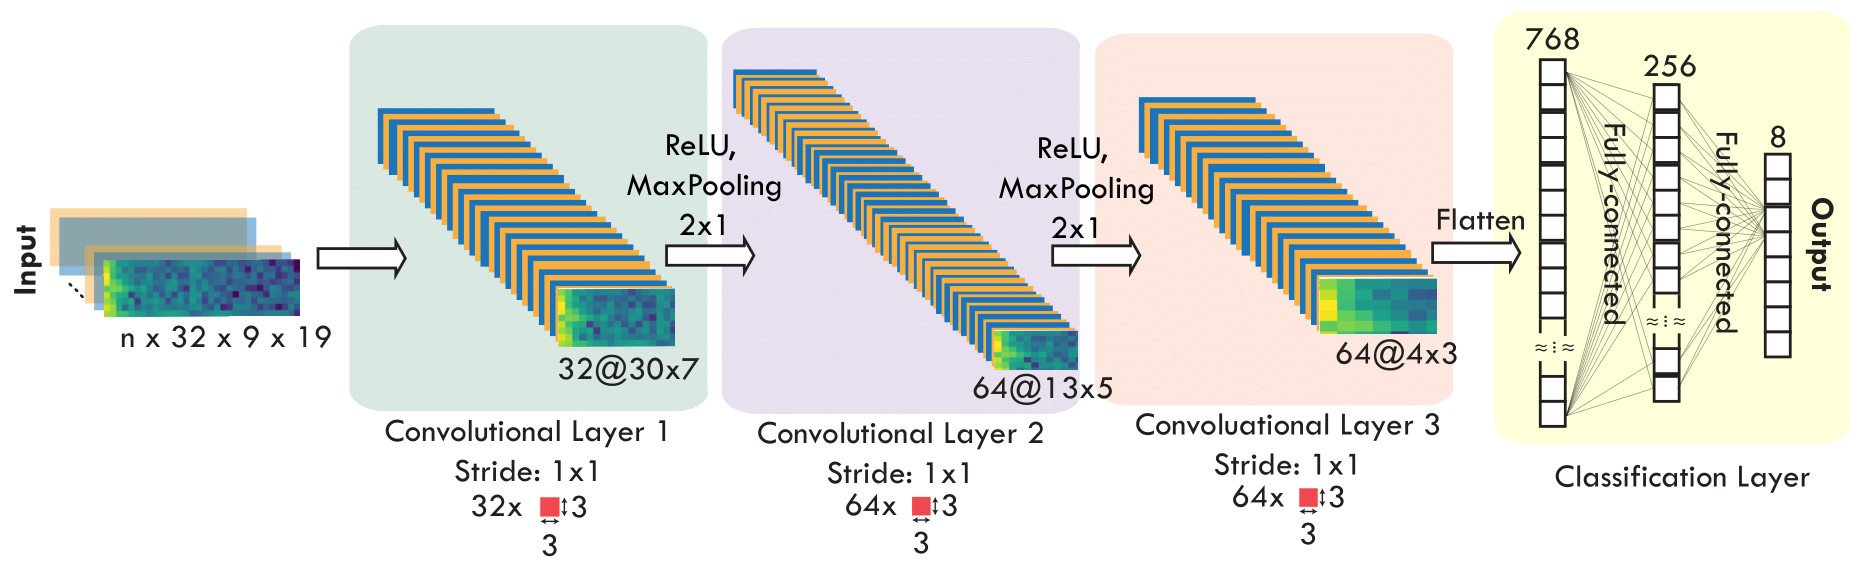 Input
n x 32 x 9 x 19
32@30x7
Convolutional Layer 1
Stride: 1x1
32x
3
3
ReLU,
MaxPooling
2x1
64@13x5
Convolutional Layer 2
Stride: 1x1
64x
3
3
ReLU,
MaxPooling
2x1
64@4x3
Convoluational Layer 3
Stride: 1x1
64x
3
3
Flatten
768
Fully-connected
256
Fully-connected
8
Output
Classification Layer